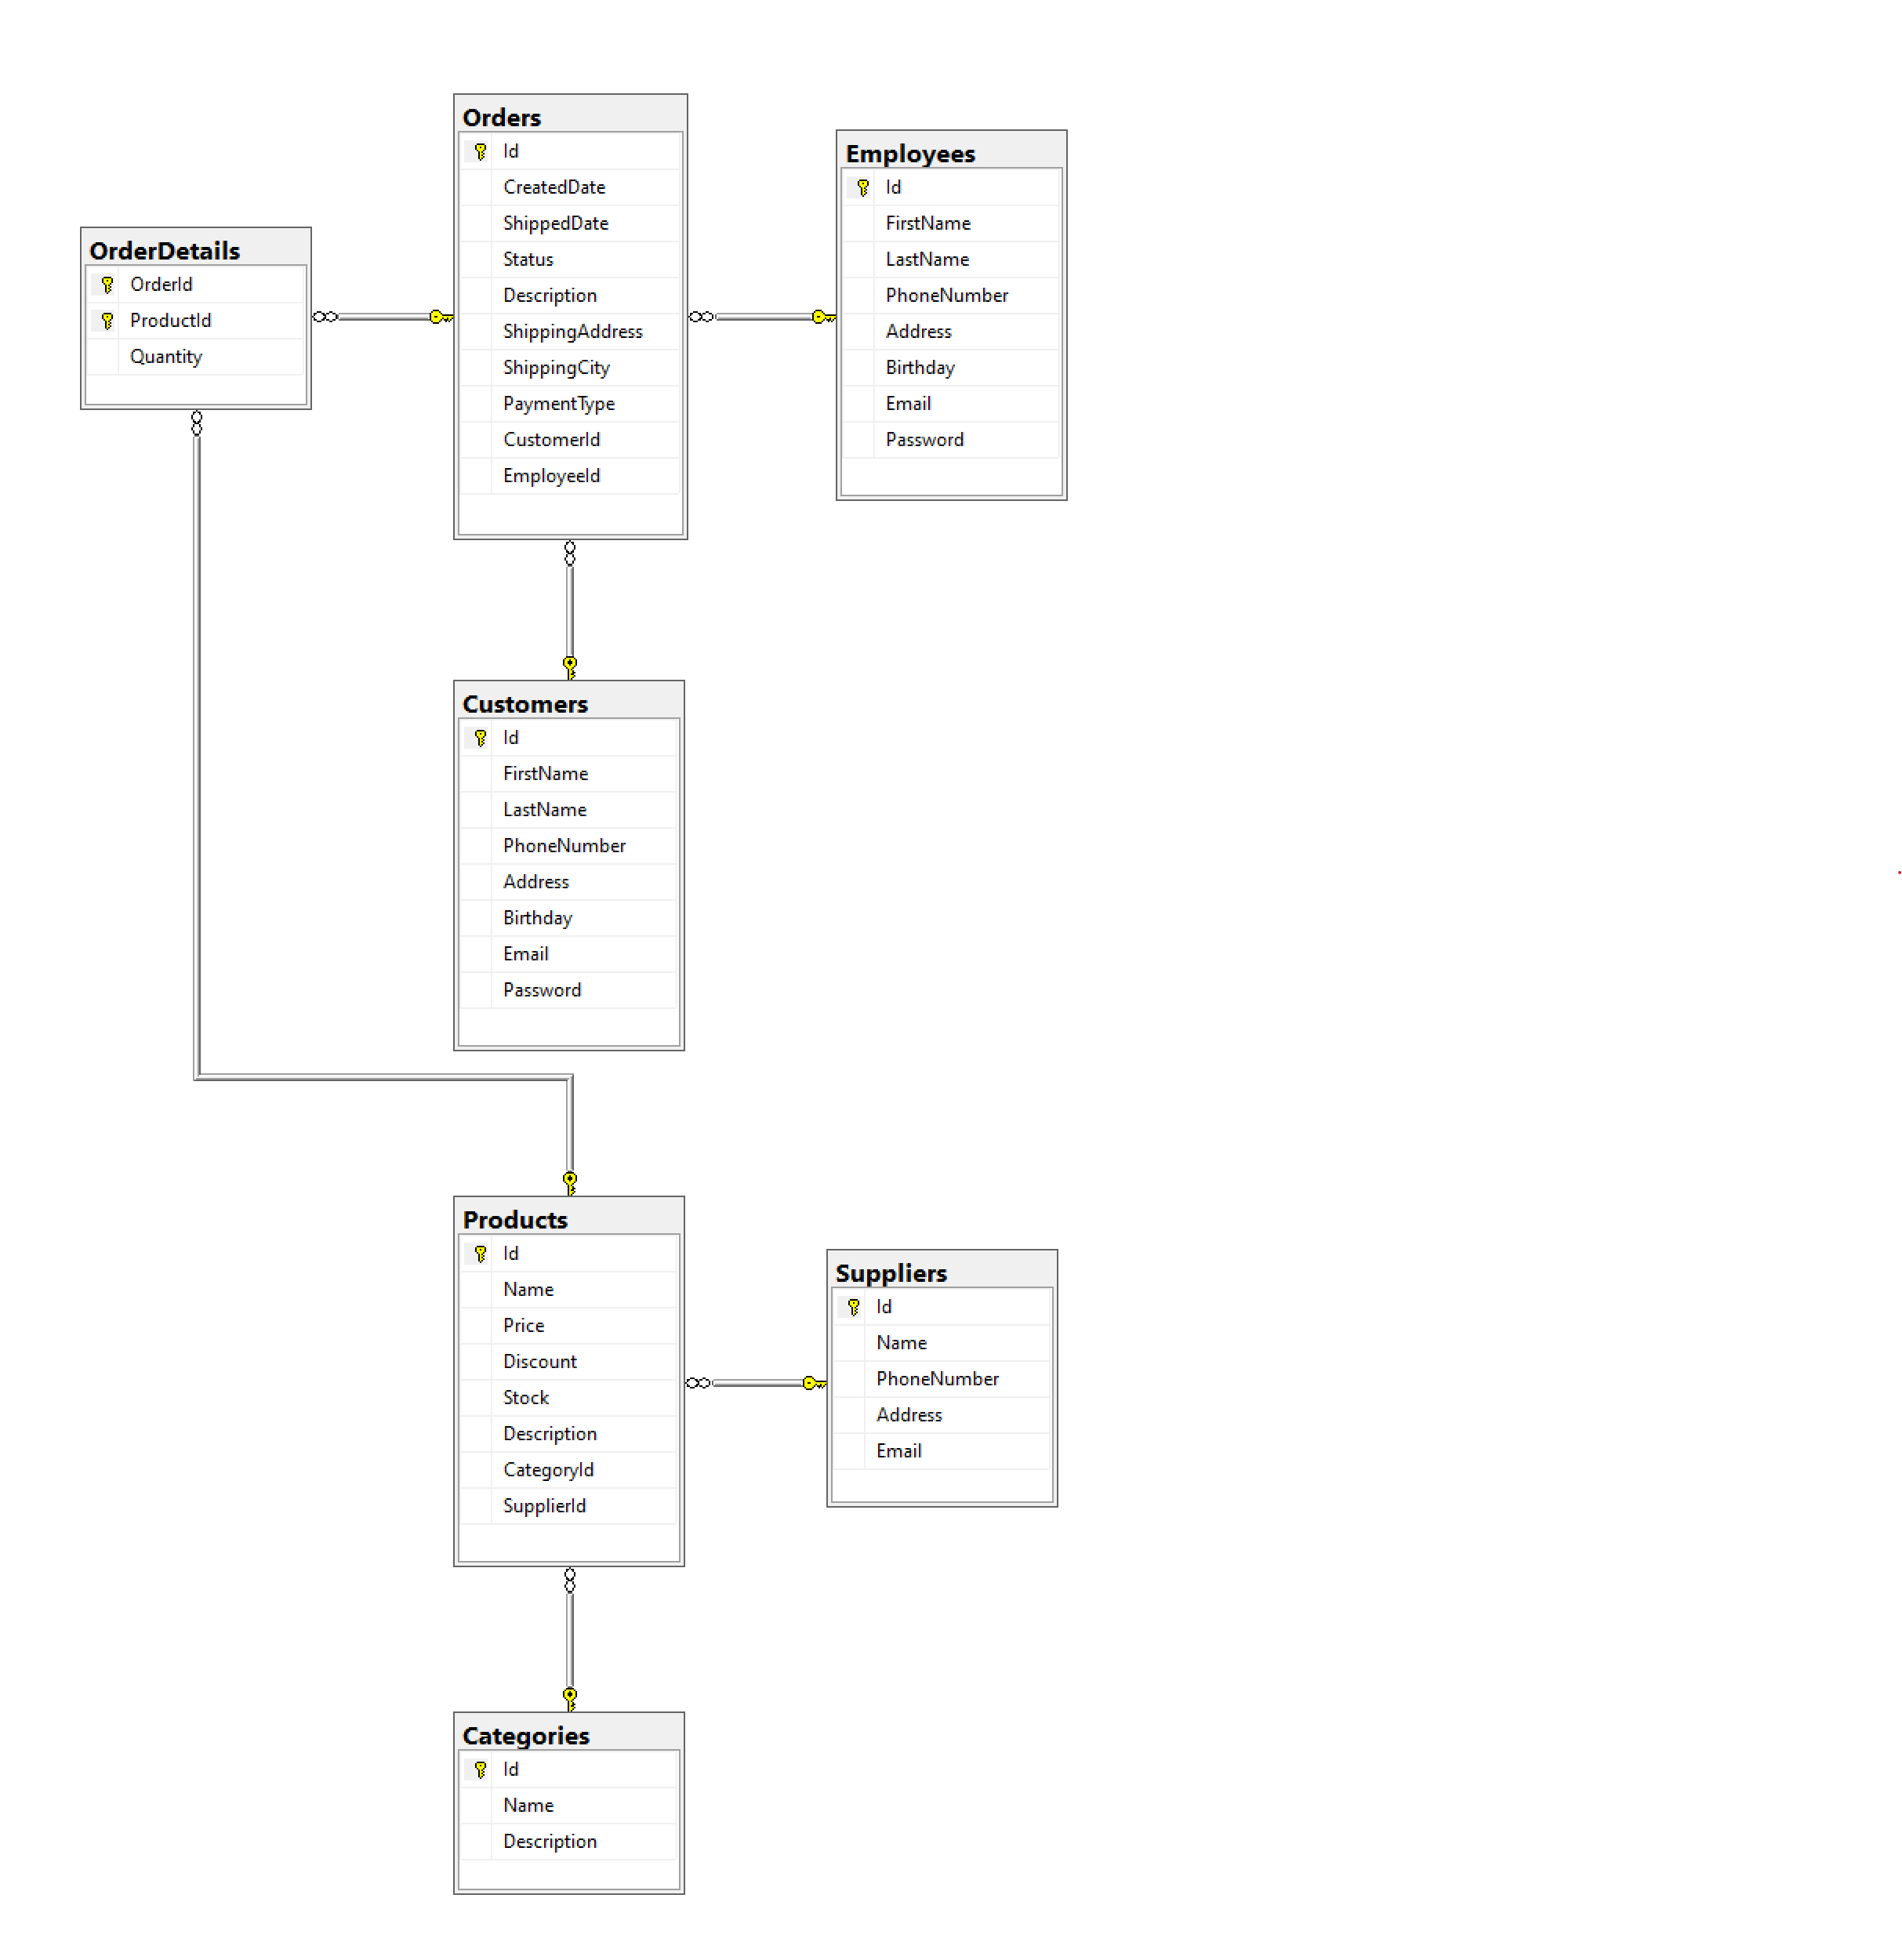 Orders
Id
CreatedDate
ShippedDate
Status
Description
ShippingAddress
ShippingCity
PaymentType
CustomerId
EmployeeId
Employees
Id
FirstName
LastName
PhoneNumber
Address
Birthday
Email
Password
OrderDetails
OrderId
ProductId
Quantity
Customers
Id
FirstName
LastName
PhoneNumber
Address
Birthday
Email
Password
Products
Id
Name
Price
Discount
Stock
Description
CategoryId
SupplierId
Suppliers
Id
Name
PhoneNumber
Address
Email
Categories
Id
Name
Description